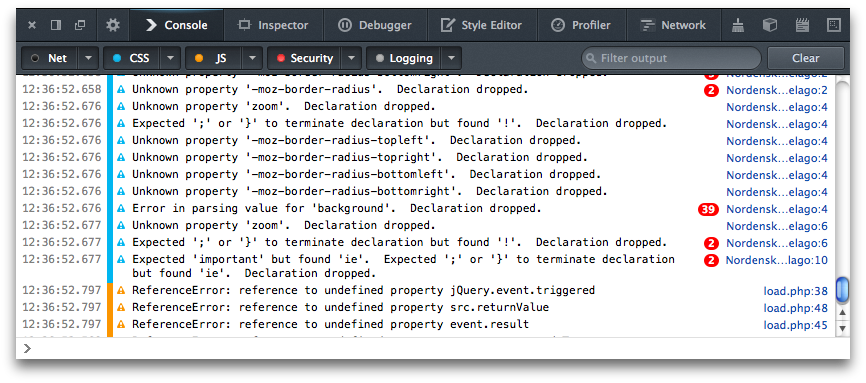 Console
Inspector
Debugger
Style Editor
Profiler
Network
Net
CSS
JS
Security
Logging
Filter output
Clear
12:36:52.658 Unknown property '-moz-border-radius'. Declaration dropped. 2 Nordensk…elago:2
12:36:52.676 Unknown property 'zoom'. Declaration dropped. Nordensk…elago:4
12:36:52.676 Expected ';' or '}' to terminate declaration but found '!'. Declaration dropped. Nordensk…elago:4
12:36:52.676 Unknown property '-moz-border-radius-topleft'. Declaration dropped. Nordensk…elago:4
12:36:52.676 Unknown property '-moz-border-radius-topright'. Declaration dropped. Nordensk…elago:4
12:36:52.676 Unknown property '-moz-border-radius-bottomleft'. Declaration dropped. Nordensk…elago:4
12:36:52.676 Unknown property '-moz-border-radius-bottomright'. Declaration dropped. Nordensk…elago:4
12:36:52.676 Error in parsing value for 'background'. Declaration dropped. 39 Nordensk…elago:4
12:36:52.677 Unknown property 'zoom'. Declaration dropped. Nordensk…elago:6
12:36:52.677 Expected ';' or '}' to terminate declaration but found '!'. Declaration dropped. 2 Nordensk…elago:6
12:36:52.677 Expected 'important' but found 'ie'. Expected ';' or '}' to terminate declaration 2 Nordensk…lago:10
but found 'ie'. Declaration dropped.
12:36:52.797 ReferenceError: reference to undefined property jQuery.event.triggered load.php:38
12:36:52.797 ReferenceError: reference to undefined property src.returnValue load.php:48
12:36:52.797 ReferenceError: reference to undefined property event.result load.php:45